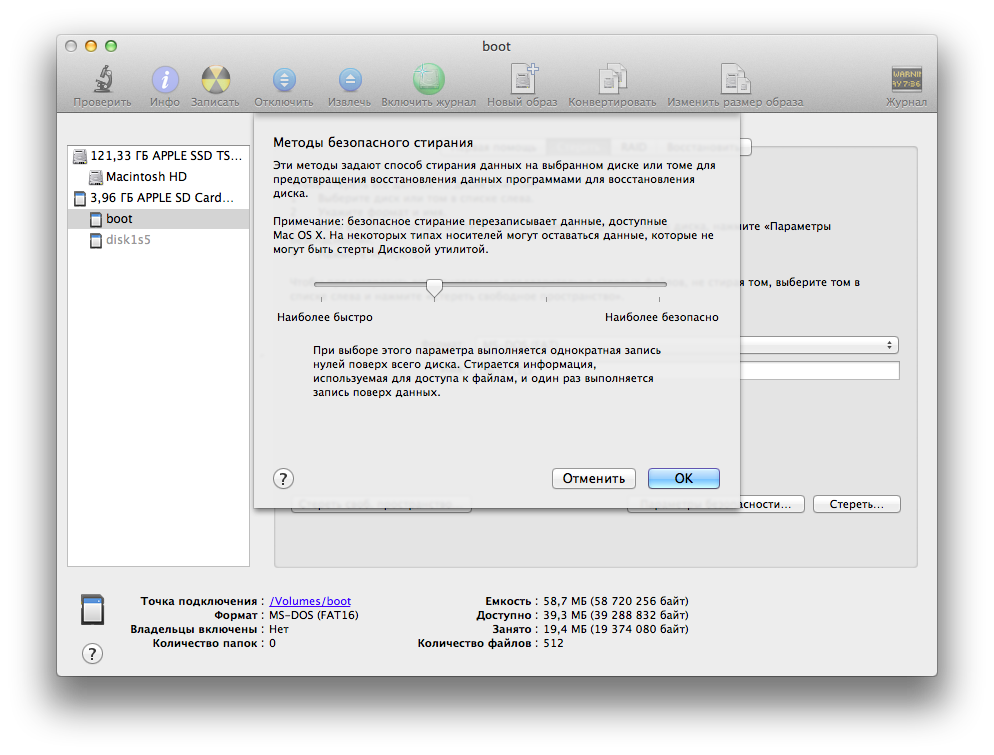 boot
Проверить
Инфо
Записать
Отключить
Извлечь
Включить журнал
Новый образ
Конвертировать
Изменить размер образа
WARNIN
AY 7:36
Журнал
121,33 ГБ APPLE SSD TS...
Macintosh HD
3,96 ГБ APPLE SD Card...
boot
disk1s5
Методы безопасного стирания
Эти методы задают способ стирания данных на выбранном диске или томе для
предотвращения восстановления данных программами для восстановления
диска.
Примечание: безопасное стирание перезаписывает данные, доступные
Mac OS X. На некоторых типах носителей могут оставаться данные, которые не
могут быть стерты Дисковой утилитой.
Наиболее быстро
Наиболее безопасно
При выборе этого параметра выполняется однократная запись
нулей поверх всего диска. Стирается информация,
используемая для доступа к файлам, и один раз выполняется
запись поверх данных.
?
Отменить
OK
RAID
Восстановить
«Параметры
том, выберите том в
Стереть...
Точка подключения : /Volumes/boot
Формат : MS-DOS (FAT16)
Владельцы включены : Нет
Количество папок : 0
Емкость : 58,7 МБ (58 720 256 байт)
Доступно : 39,3 МБ (39 288 832 байт)
Занято : 19,4 МБ (19 374 080 байт)
Количество файлов : 512
?